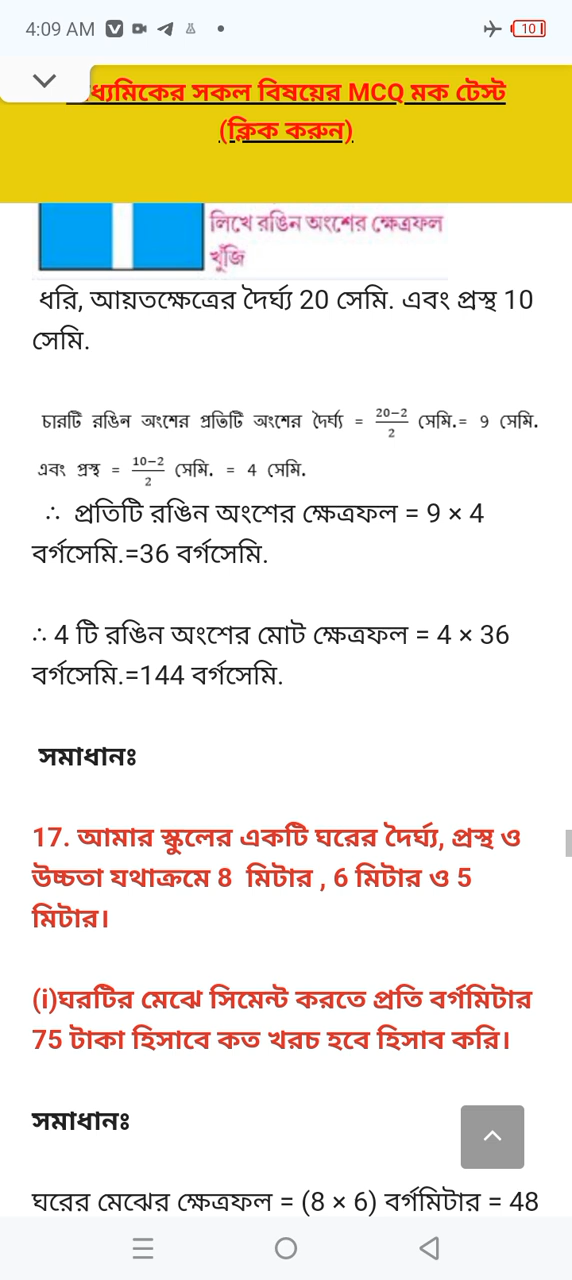 4:09 AM
10
ধ্যমিকের সকল বিষয়ের MCQ মক টেস্ট
(ক্লিক করুন)
লিখে রঙিন অংশের ক্ষেত্রফল
খুঁজি
ধরি, আয়তক্ষেত্রের দৈর্ঘ্য 20 সেমি. এবং প্রস্থ 10
সেমি.
চারটি রঙিন অংশের প্রতিটি অংশের দৈর্ঘ্য = \frac{20-2}{2} সেমি.= 9 সেমি.
এবং প্রস্থ = \frac{10-2}{2} সেমি. = 4 সেমি.
∴ প্রতিটি রঙিন অংশের ক্ষেত্রফল = 9 × 4
বর্গসেমি.=36 বর্গসেমি.
∴ 4 টি রঙিন অংশের মোট ক্ষেত্রফল = 4 × 36
বর্গসেমি.=144 বর্গসেমি.
সমাধানঃ
17. আমার স্কুলের একটি ঘরের দৈর্ঘ্য, প্রস্থ ও
উচ্চতা যথাক্রমে 8 মিটার , 6 মিটার ও 5
মিটার।
(i)ঘরটির মেঝে সিমেন্ট করতে প্রতি বর্গমিটার
75 টাকা হিসাবে কত খরচ হবে হিসাব করি।
সমাধানঃ
ঘরের মেঝের ক্ষেত্রফল = (8 × 6) বর্গমিটার = 48